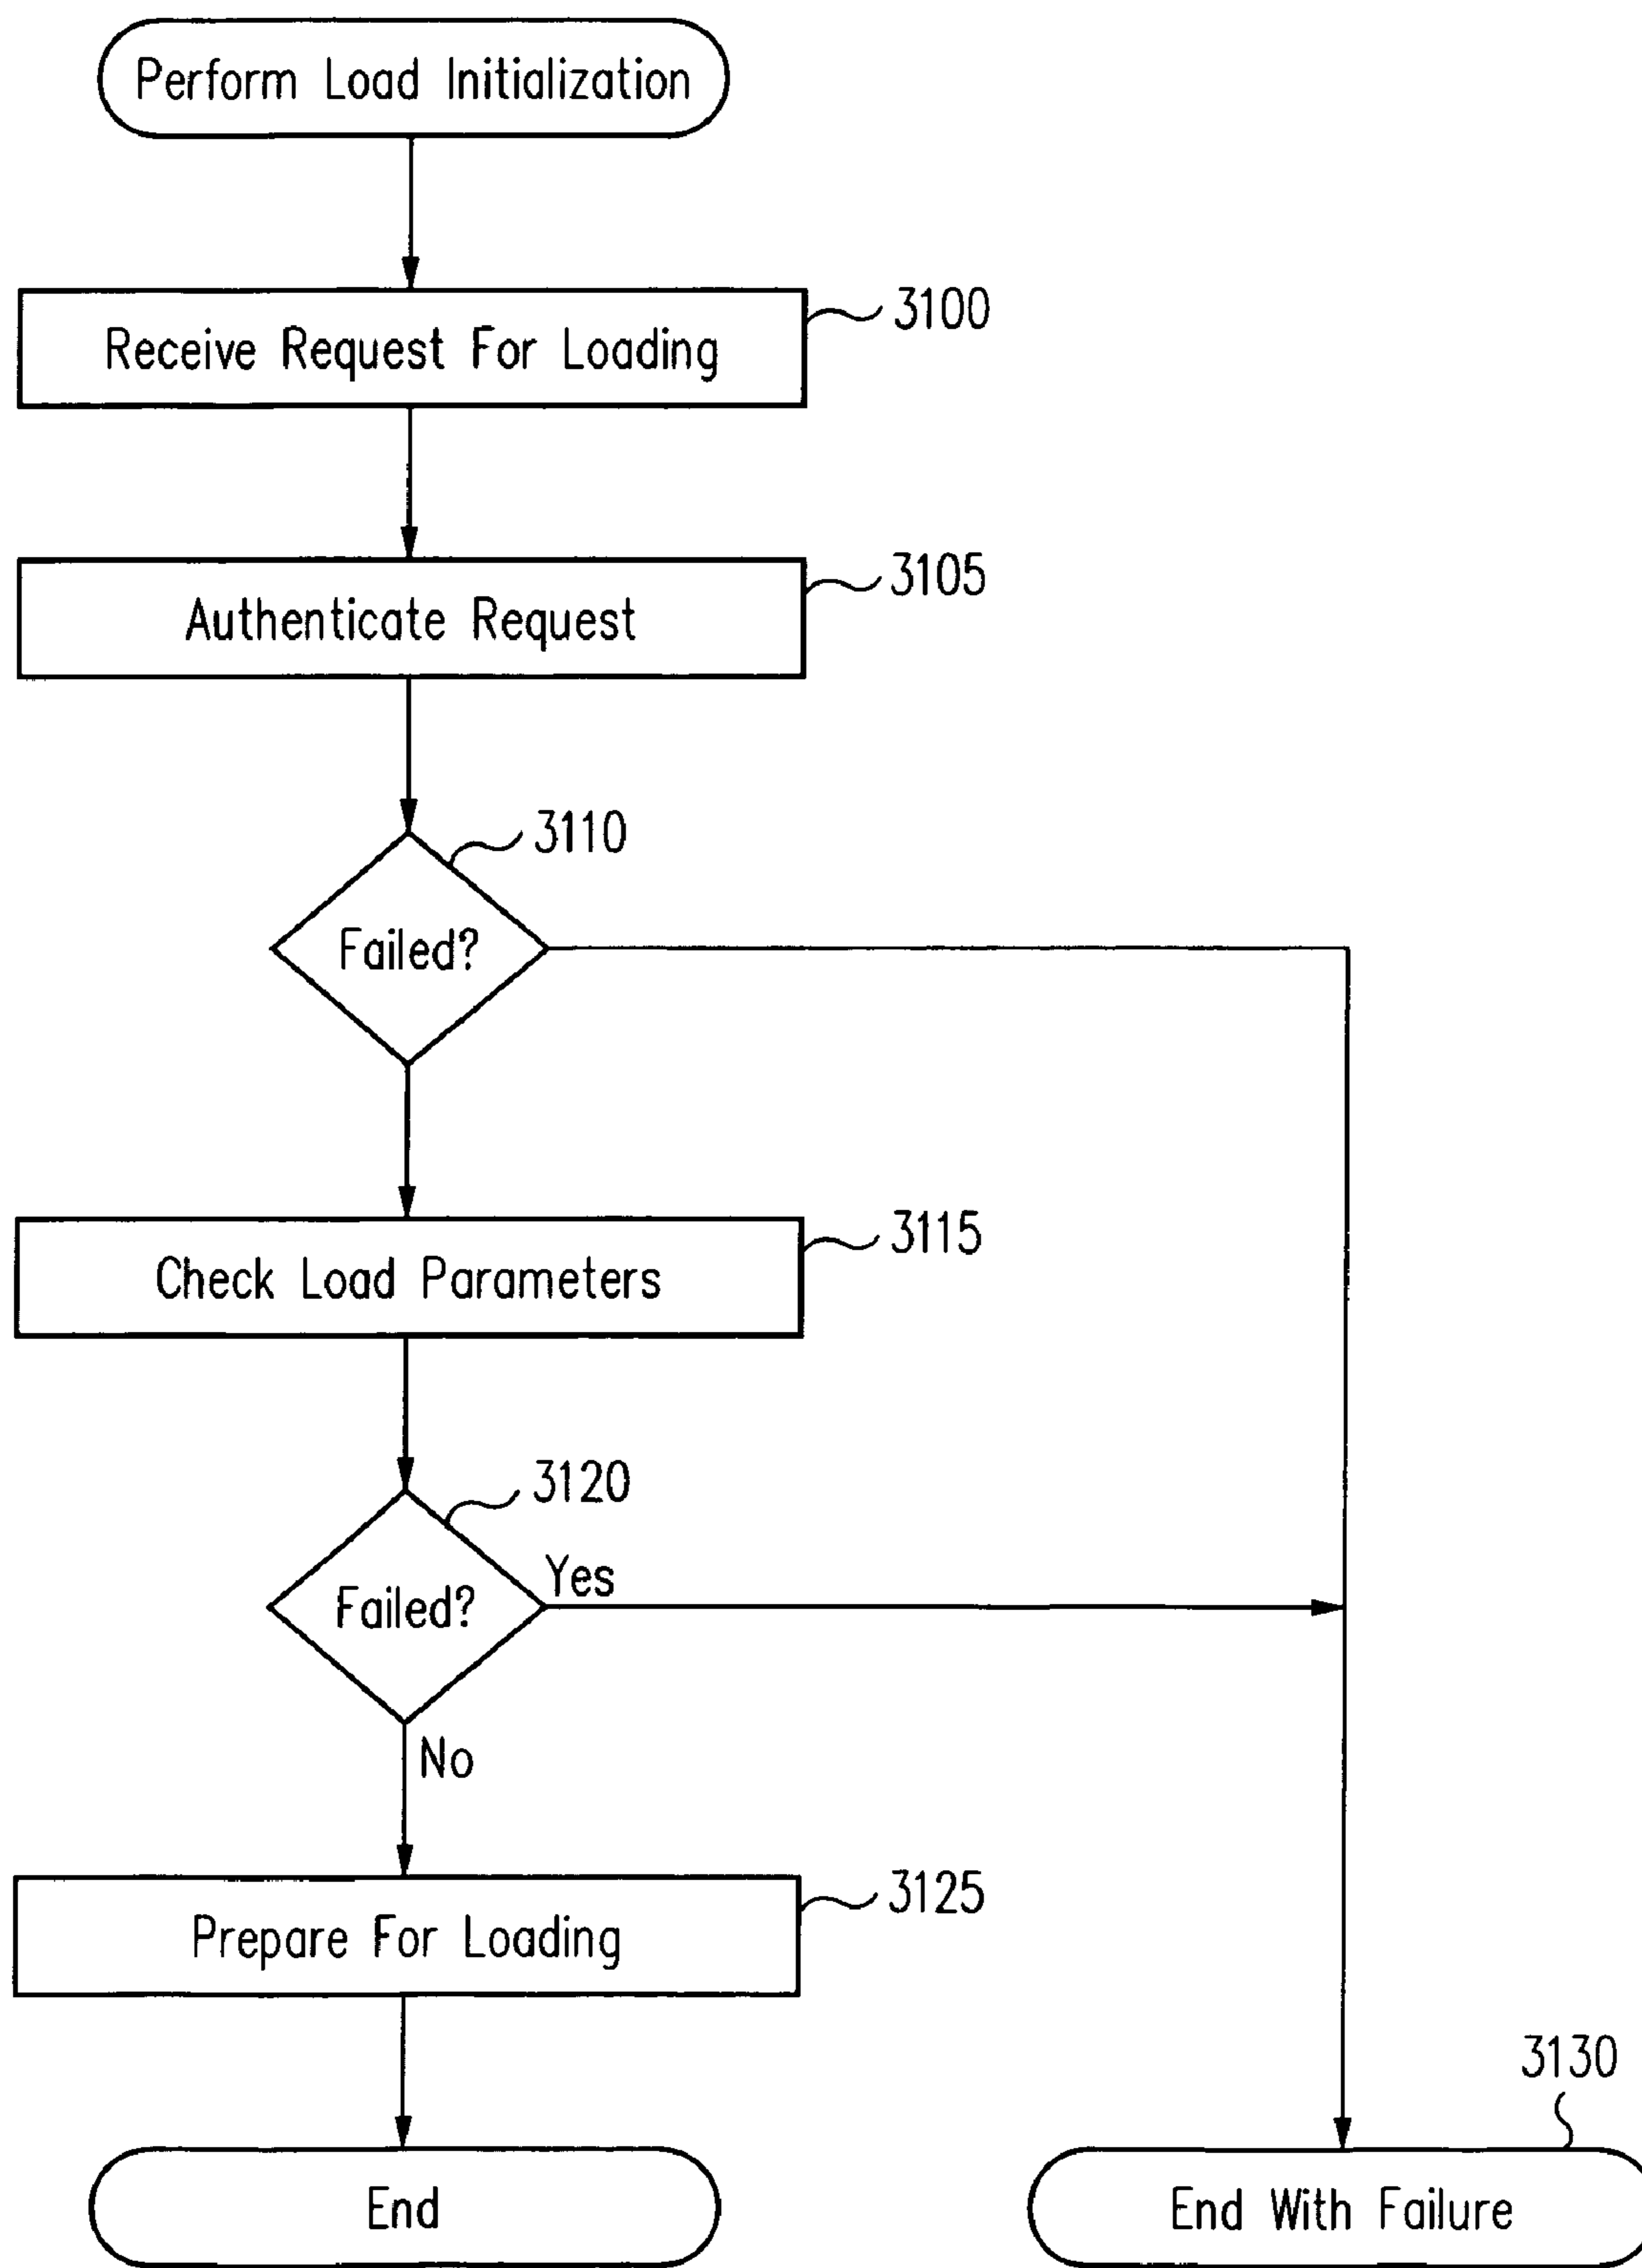 Perform Load Initialization
3100
Receive Request For Loading
3105
Authenticate Request
3110
Failed?
3115
Check Load Parameters
3120
Failed?
Yes
No
3125
Prepare For Loading
3130
End
End With Failure